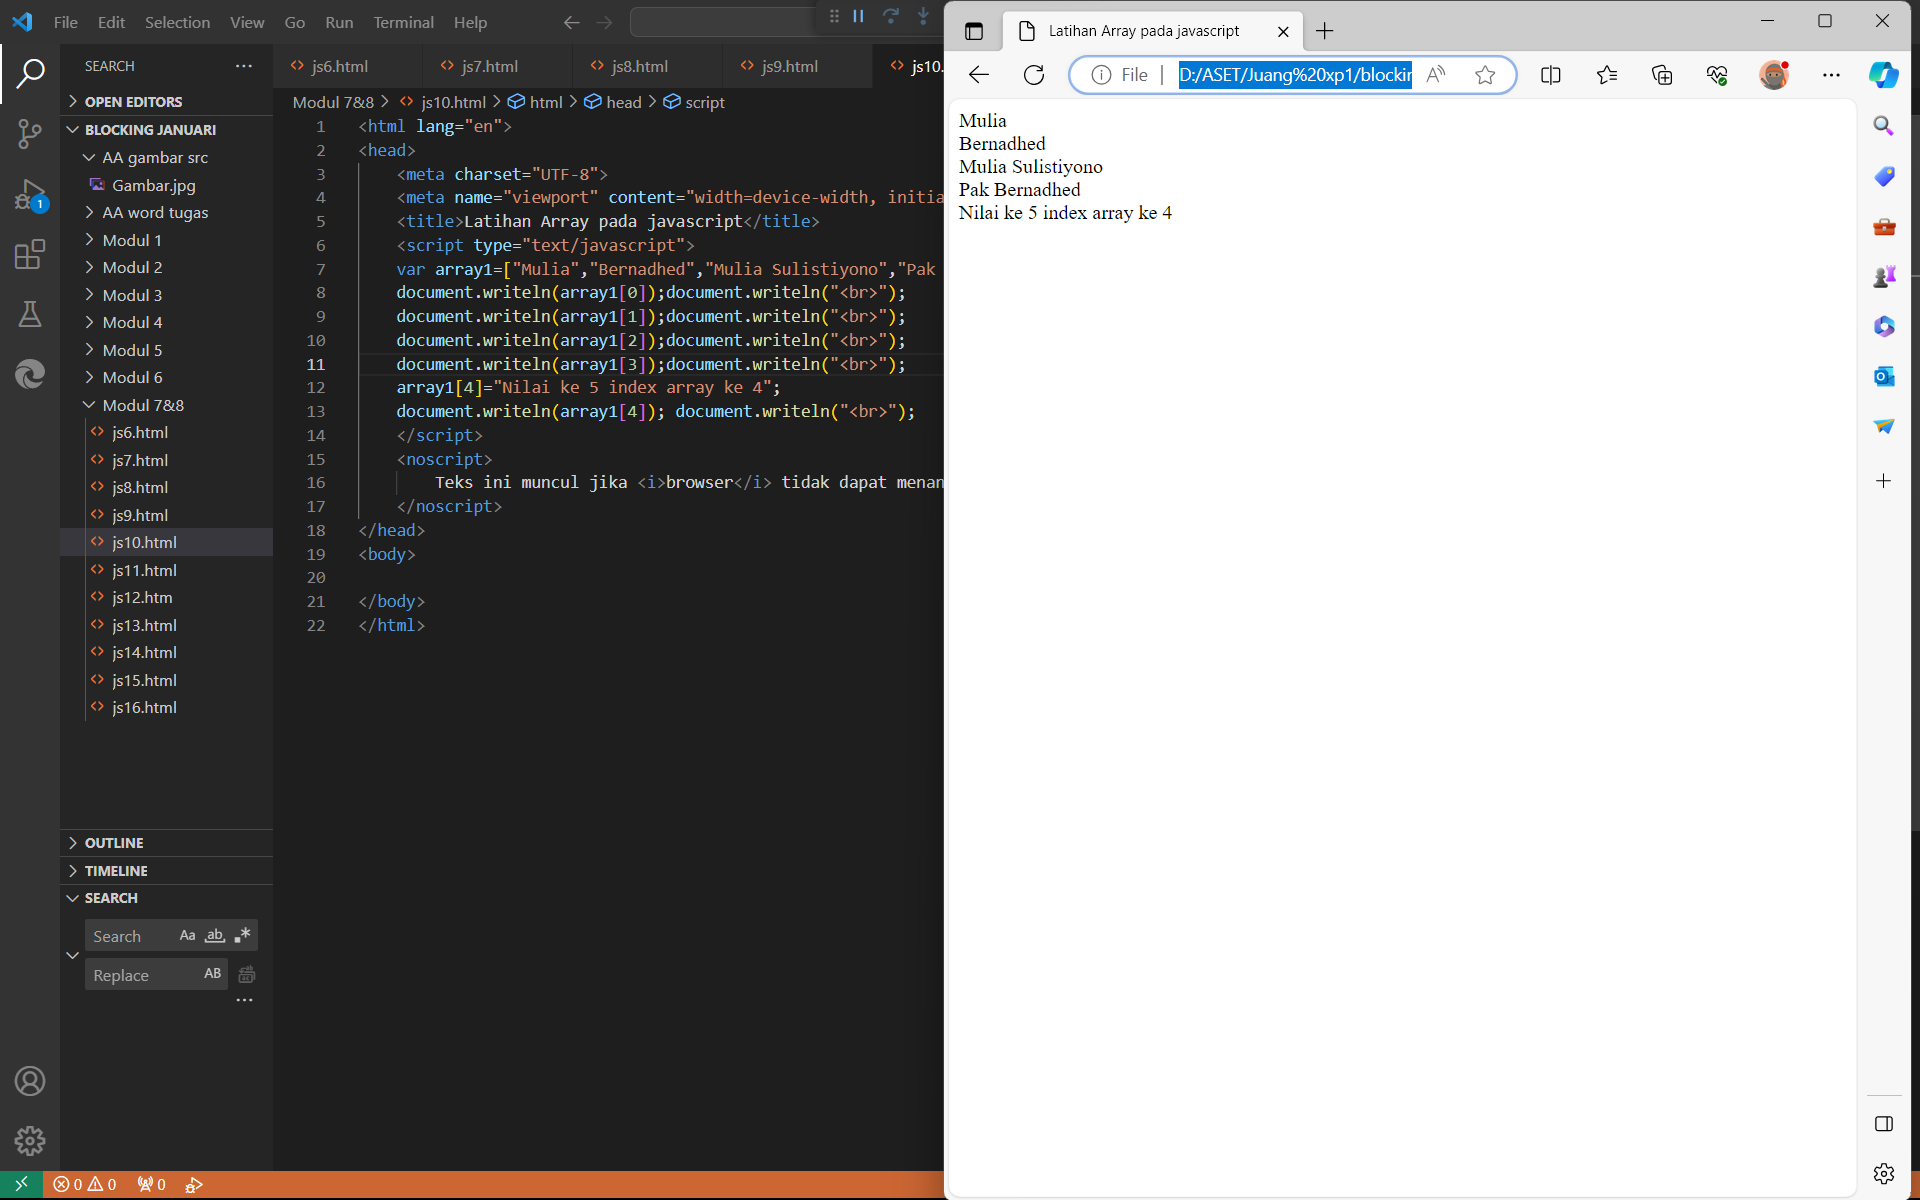 File Edit Selection View Go Run Terminal Help
SEARCH
OPEN EDITORS
BLOCKING JANUARI
AA gambar src
Gambar.jpg
AA word tugas
Modul 1
Modul 2
Modul 3
Modul 4
Modul 5
Modul 6
Modul 7&8
js6.html
js7.html
js8.html
js9.html
js10.html
js11.html
js12.htm
js13.html
js14.html
js15.html
js16.html
OUTLINE
TIMELINE
SEARCH
Search Aa ab
Replace AB
1
0 0 0
js6.html js7.html js8.html js9.html js10.
Modul 7&8 > js10.html > html > head > script
1 <html lang="en">
2 <head>
3 <meta charset="UTF-8">
4 <meta name="viewport" content="width=device-width, initia
5 <title>Latihan Array pada javascript</title>
6 <script type="text/javascript">
7 var array1=["Mulia","Bernadhed","Mulia Sulistiyono","Pak
8 document.writeln(array1[0]);document.writeln("<br>");
9 document.writeln(array1[1]);document.writeln("<br>");
10 document.writeln(array1[2]);document.writeln("<br>");
11 document.writeln(array1[3]);document.writeln("<br>");
12 array1[4]="Nilai ke 5 index array ke 4";
13 document.writeln(array1[4]); document.writeln("<br>");
14 </script>
15 <noscript>
16 Teks ini muncul jika <i>browser</i> tidak dapat menan
17 </noscript>
18 </head>
19 <body>
20
21 </body>
22 </html>
Latihan Array pada javascript
File D:/ASET/Juang%20xp1/blockin
Mulia
Bernadhed
Mulia Sulistiyono
Pak Bernadhed
Nilai ke 5 index array ke 4